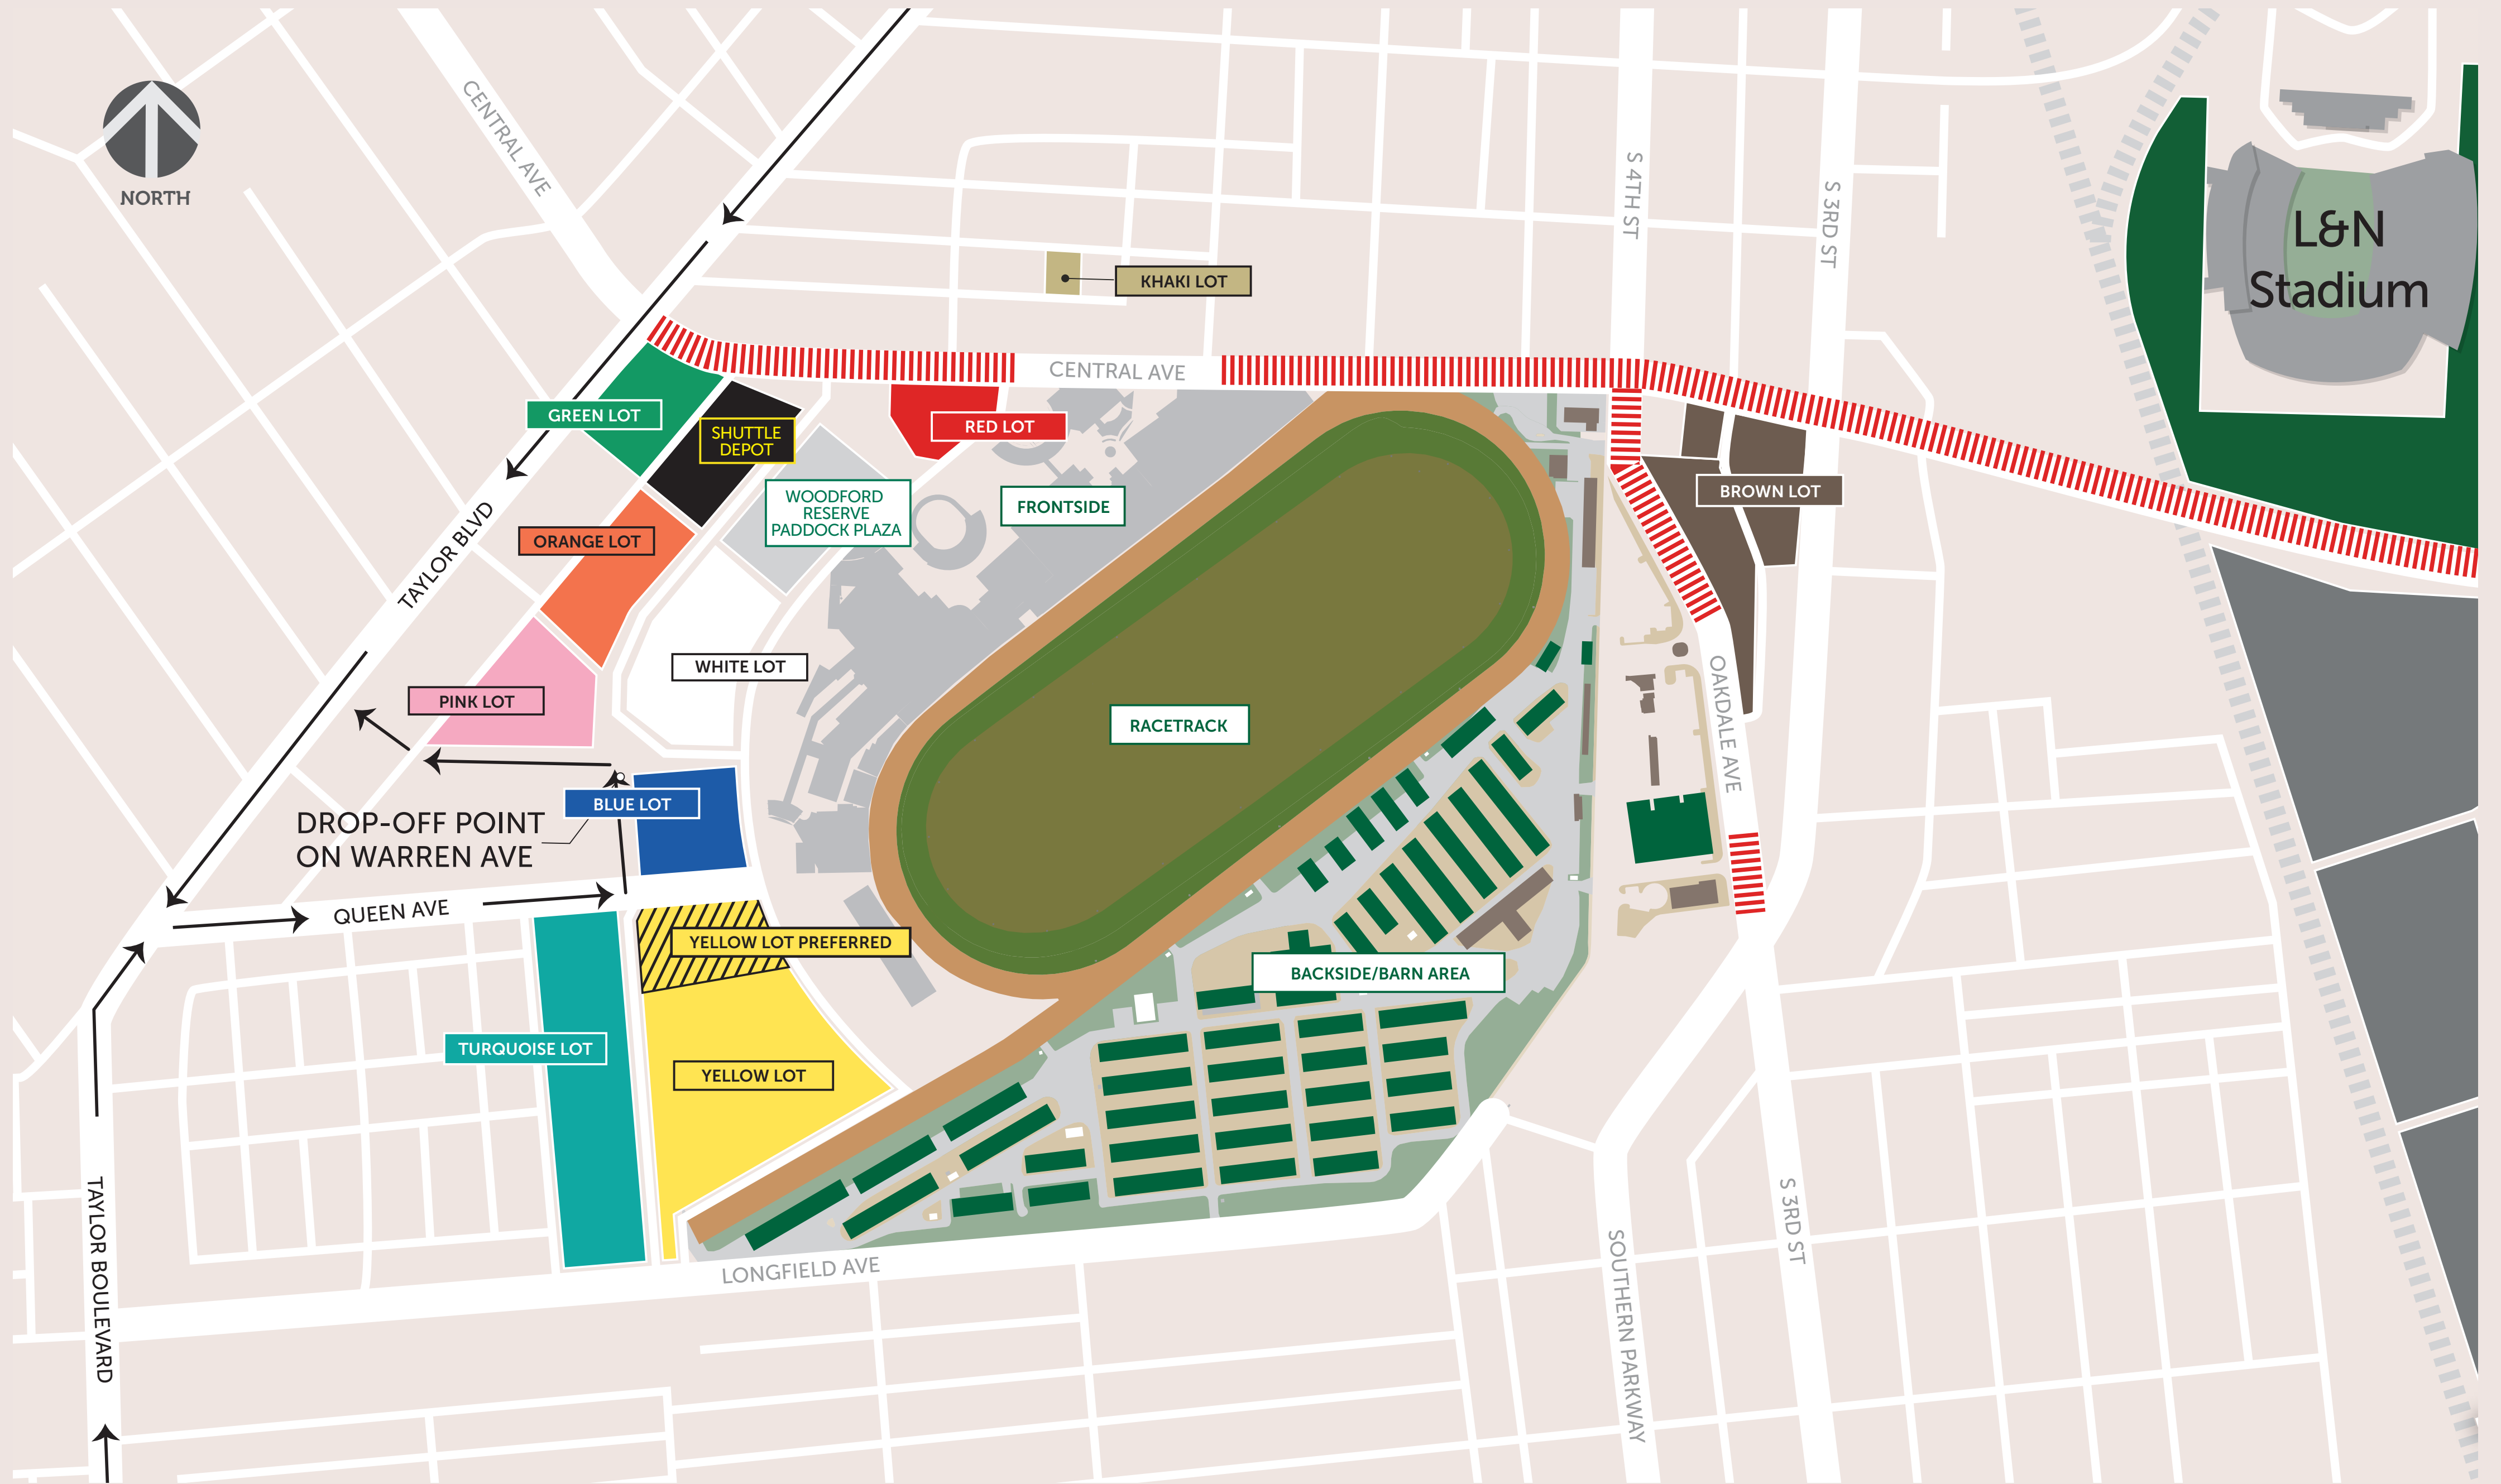 NORTH
CENTRAL AVE
S 4TH ST
S 3RD ST
L&N
Stadium
KHAKI LOT
CENTRAL AVE
GREEN LOT
SHUTTLE
DEPOT
RED LOT
WOODFORD
RESERVE
PADDOCK PLAZA
FRONTSIDE
BROWN LOT
TAYLOR BLVD
ORANGE LOT
WHITE LOT
PINK LOT
RACETRACK
OAKDALE AVE
BLUE LOT
DROP-OFF POINT
ON WARREN AVE
QUEEN AVE
YELLOW LOT PREFERRED
BACKSIDE/BARN AREA
TURQUOISE LOT
YELLOW LOT
TAYLOR BOULEVARD
LONGFIELD AVE
SOUTHERN PARKWAY
S 3RD ST